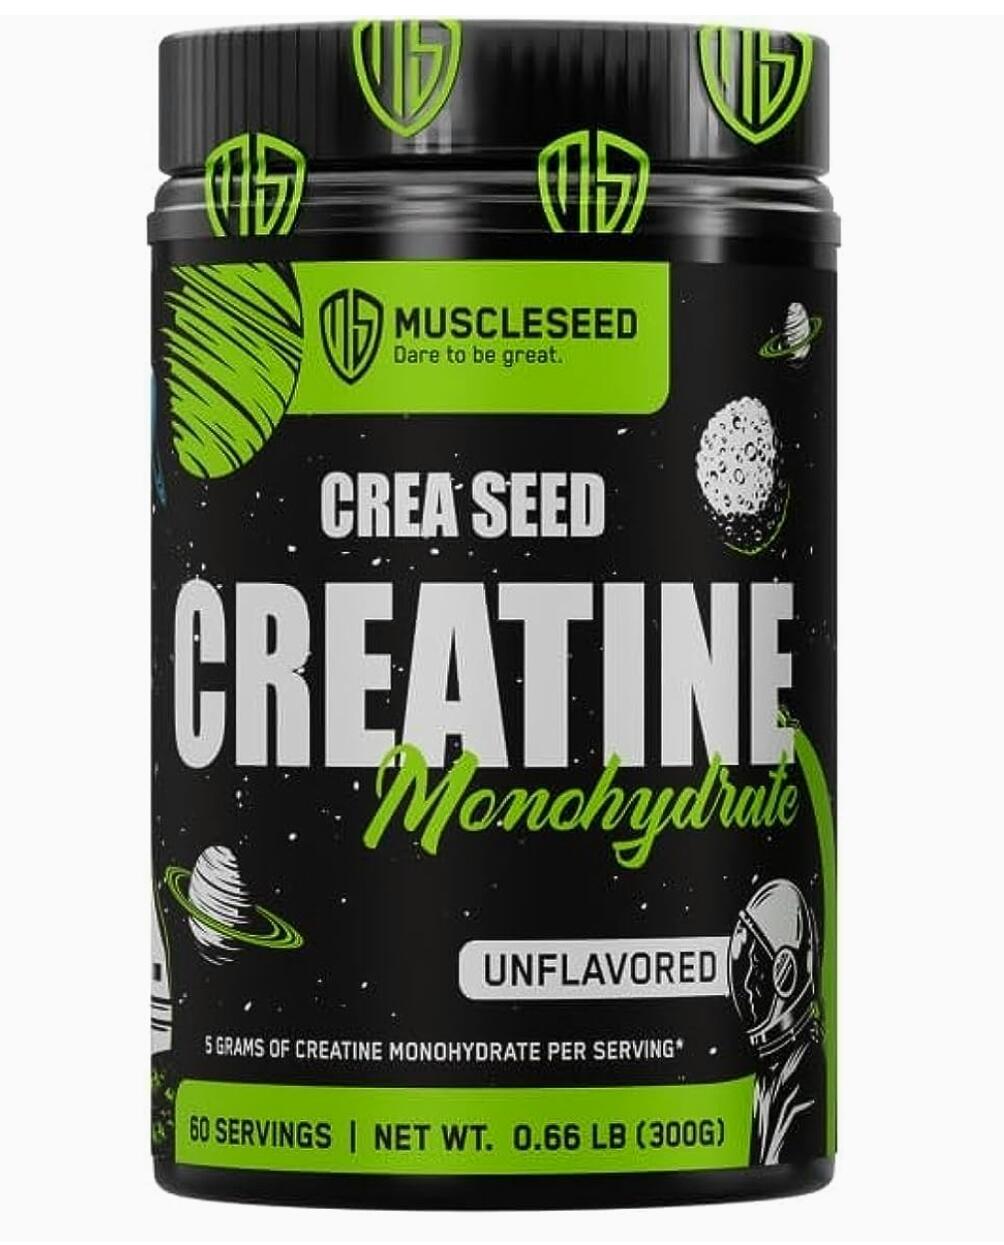 MUSCLESEED
Dare to be great.
CREA SEED
CREATINE
Monohydrate
UNFLAVORED
5 GRAMS OF CREATINE MONOHYDRATE PER SERVING*
60 SERVINGS | NET WT. 0.66 LB (300G)